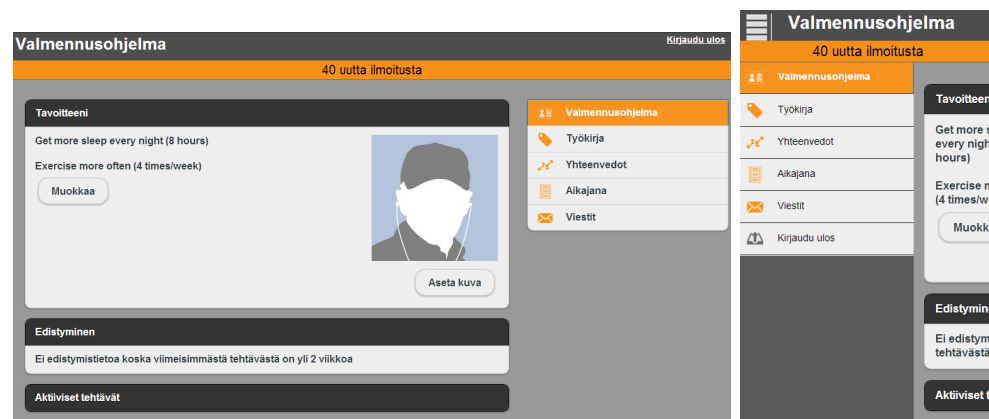 Valmennusohjelma
Kirjaudu ulos
40 uutta ilmoitusta
Tavoitteeni
Get more sleep every night (8 hours)
Exercise more often (4 times/week)
Muokkaa
Aseta kuva
Edistyminen
Ei edistymistietoa koska viimeisimmästä tehtävästä on yli 2 viikkoa
Aktiiviset tehtävät
Valmennusohjelma
Työkirja
Yhteenvedot
Aikajana
Viestit
Valmennusohjelma
40 uutta ilmoitusta
Valmennusohjelma
Työkirja
Yhteenvedot
Aikajana
Viestit
Kirjaudu ulos
Tavoitteen
Get more s
every nigh
hours)
Exercise m
(4 times/w
Muokk
Edistymin
Ei edistym
tehtävästä
Aktiiviset t